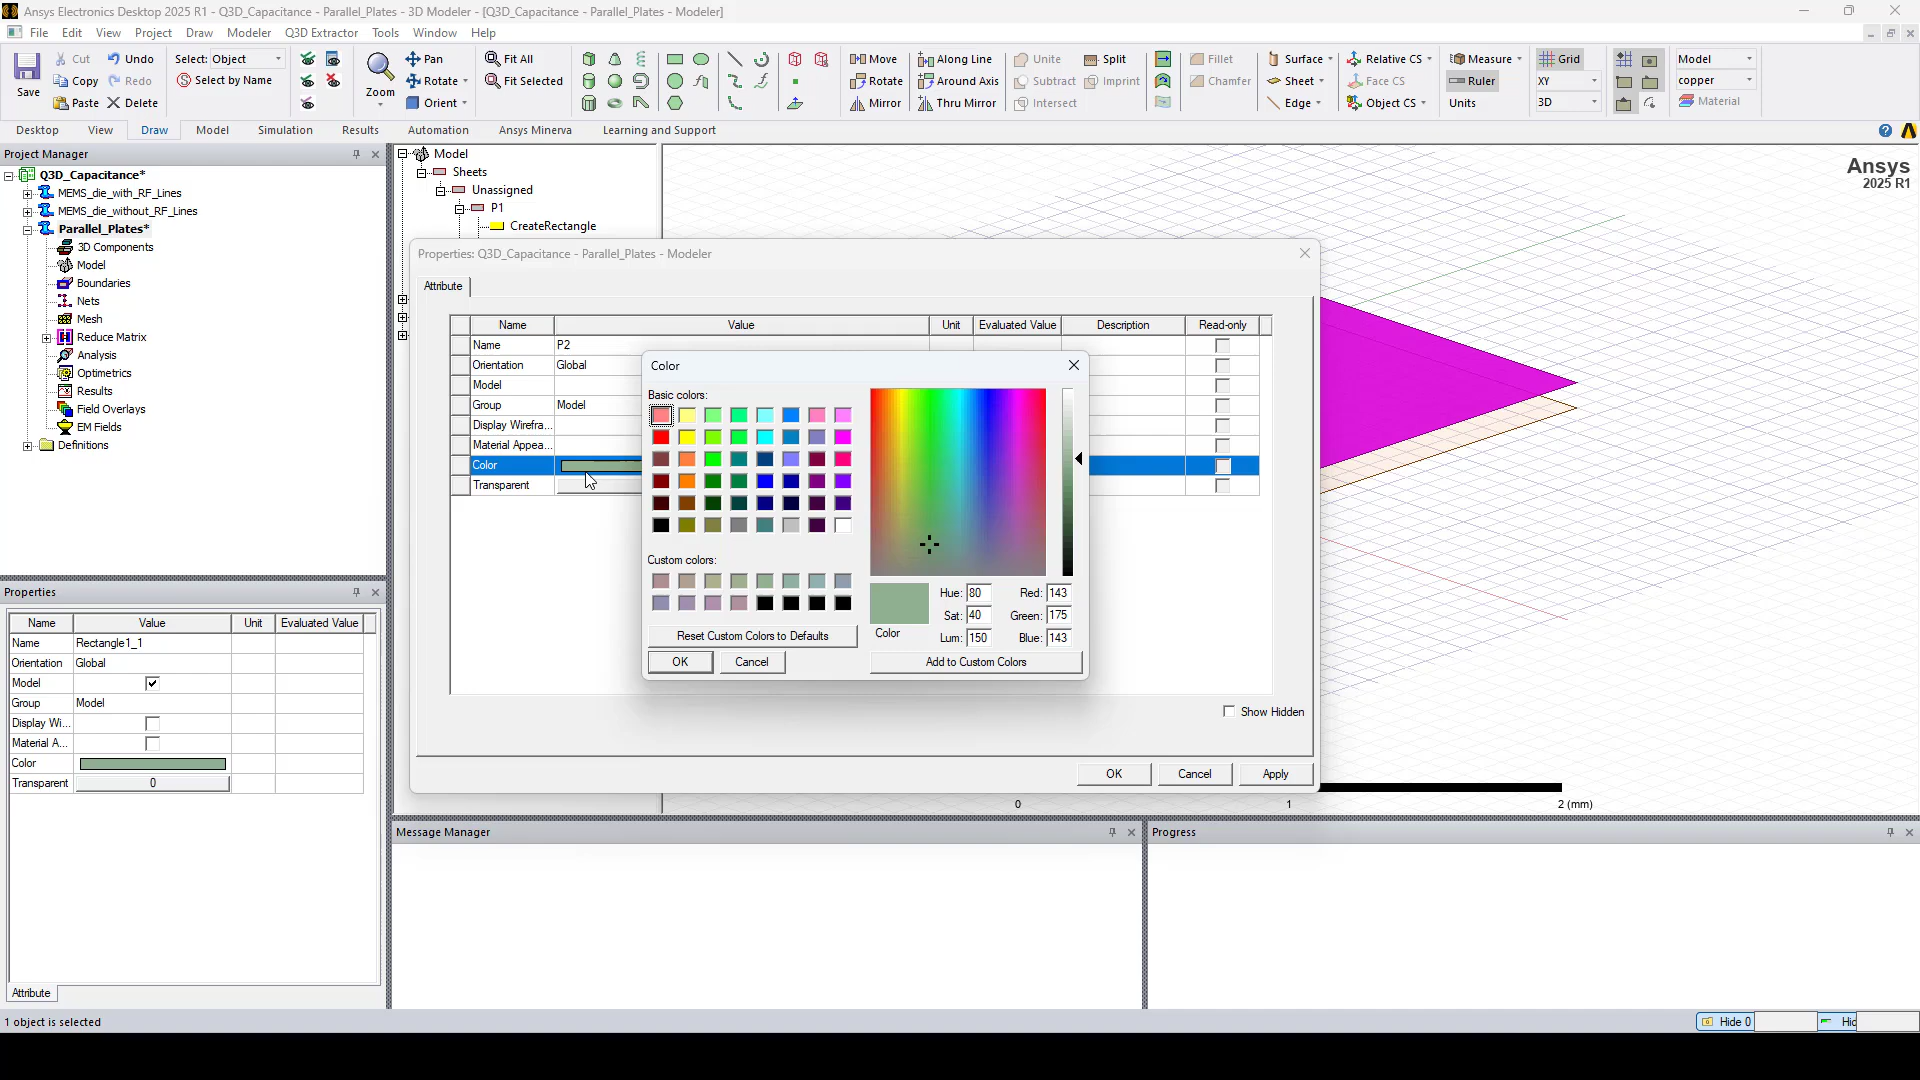 Ansys Electronics Desktop 2025 R1 - Q3D_Capacitance - Parallel_Plates - 3D Modeler - [Q3D_Capacitance - Parallel_Plates - Modeler]
File Edit View Project Draw Modeler Q3D Extractor Tools Window Help
Cut Undo Select: Object Pan Fit All Move Along Line Unite Split Fillet Surface Relative CS Measure Grid Model
Save Copy Redo Select by Name Zoom Rotate Fit Selected Rotate Around Axis Subtract Imprint Chamfer Sheet Face CS Ruler XY copper
Paste Delete Orient Mirror Thru Mirror Intersect Edge Object CS Units 3D Material
Desktop View Draw Model Simulation Results Automation Ansys Minerva Learning and Support
Project Manager
Q3D_Capacitance*
MEMS_die_with_RF_Lines
MEMS_die_without_RF_Lines
Parallel_Plates*
3D Components
Model
Boundaries
Nets
Mesh
Reduce Matrix
Analysis
Optimetrics
Results
Field Overlays
EM Fields
Definitions
Model
Sheets
Unassigned
P1
CreateRectangle
Ansys
2025 R1
Properties: Q3D_Capacitance - Parallel_Plates - Modeler
Attribute
Name Value Unit Evaluated Value Description Read-only
Name P2
Orientation Global
Model
Group Model
Display Wirefra...
Material Appea...
Color
Transparent
Show Hidden
OK Cancel Apply
Color
Basic colors:
Custom colors:
Reset Custom Colors to Defaults
OK Cancel
Color
Hue: 80 Red: 143
Sat: 40 Green: 175
Lum: 150 Blue: 143
Add to Custom Colors
0 1 2 (mm)
Properties
Name Value Unit Evaluated Value
Name Rectangle1_1
Orientation Global
Model
Group Model
Display Wi...
Material A...
Color
Transparent 0
Attribute
Message Manager
Progress
1 object is selected
Hide 0